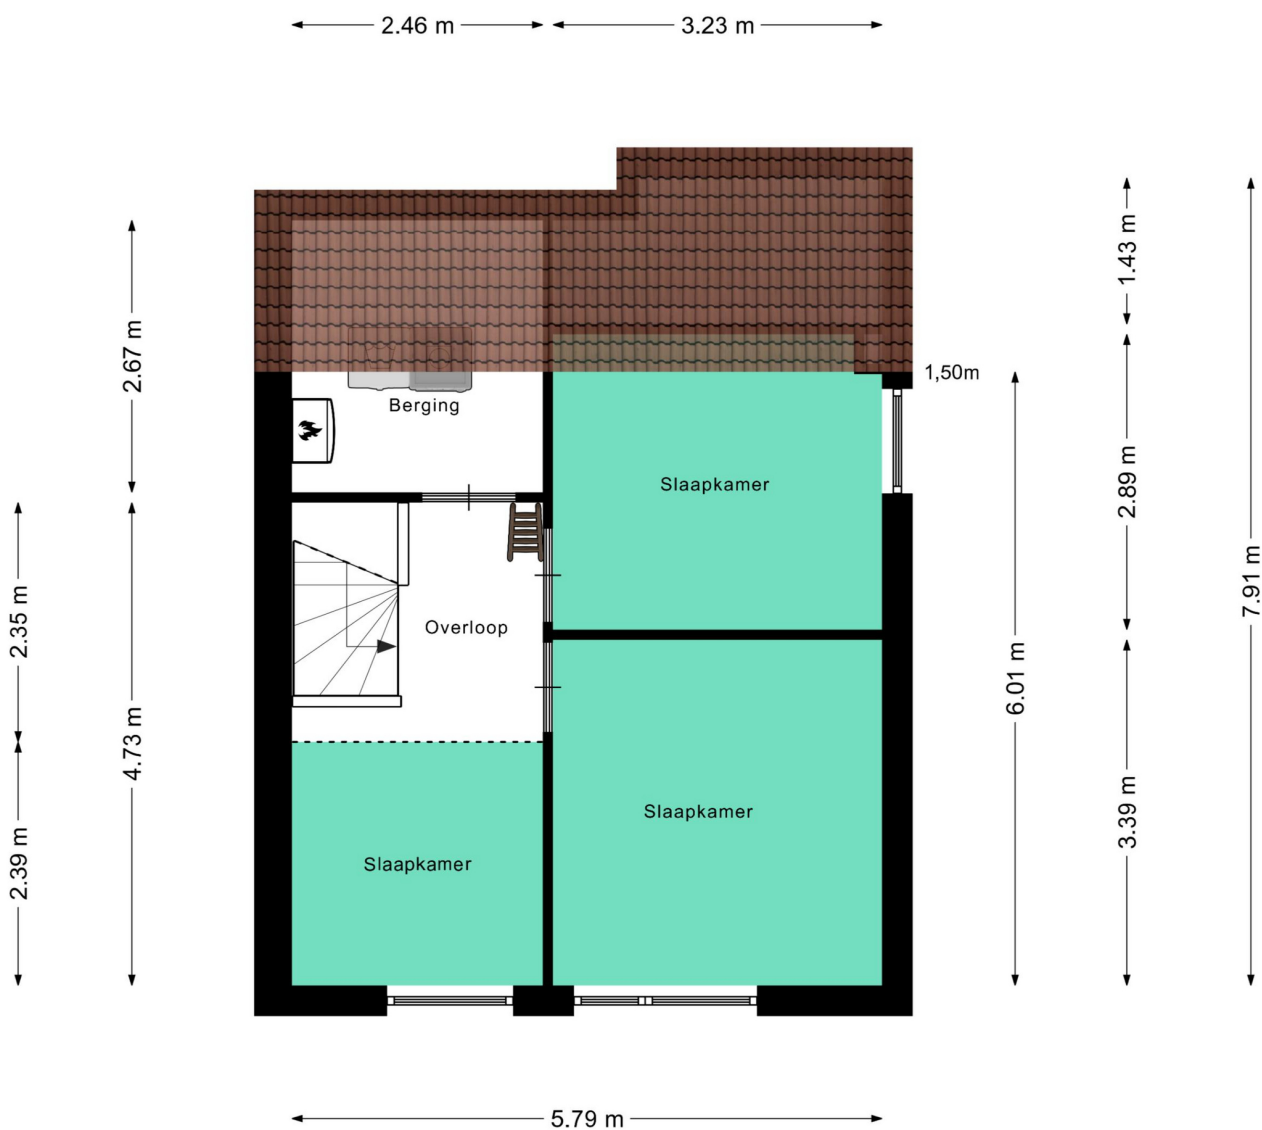 2.46 m
3.23 m
1.43 m
2.67 m
1,50m
Berging
2.89 m
Slaapkamer
7.91 m
2.35 m
Overloop
6.01 m
4.73 m
Slaapkamer
3.39 m
2.39 m
Slaapkamer
5.79 m